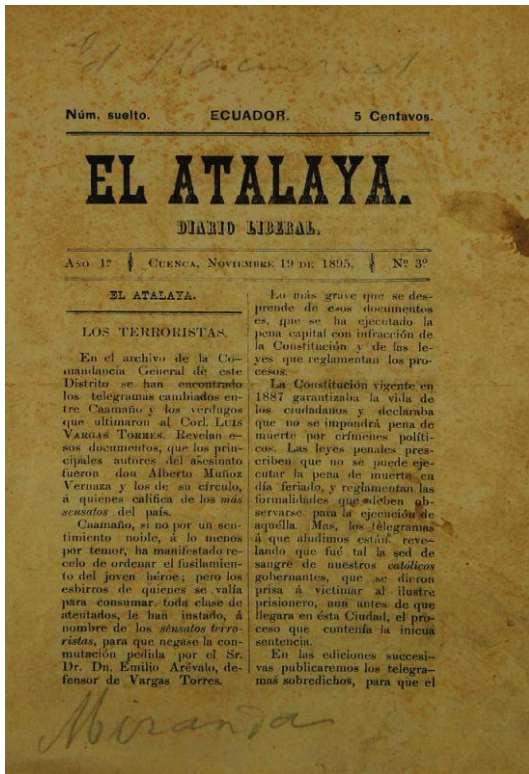 El Nacional
Núm. suelto. ECUADOR. 5 Centavos.
EL ATALAYA.
DIARIO LIBERAL.
Año 1º Cuenca, Noviembre 19 de 1895. Nº 3º
EL ATALAYA.
LOS TERRORISTAS.
En el archivo de la Co-
mandancia General de este
Distrito se han encontrado
los telegramas cambiados en-
tre Caamaño y los verdugos
que ultimaron al Corl. LUIS
VARGAS TORRES. Revelan e-
sos documentos, que los prin-
cipales autores del asesinato
fueron don Alberto Muñoz
Vernaza y los de su círculo,
á quienes califica de los más
sensatos del país.
Caamaño, si no por un sen-
timiento noble, á lo menos
por temor, ha manifestado re-
celo de ordenar el fusilamien-
to del joven héroe; pero los
esbirros de quienes se valía
para consumar toda clase de
atentados, le han instado, á
nombre de los sensatos terro-
ristas, para que negase la con-
mutación pedida por el Sr.
Dr. Dn. Emilio Arévalo, de-
fensor de Vargas Torres.
Lo más grave que se des-
prende de esos documentos
es, que se ha ejecutado la
pena capital con infracción de
la Constitución y de las le-
yes que reglamentan los pro-
cesos.
La Constitución vigente en
1887 garantizaba la vida de
los ciudadanos y declaraba
que no se impondrá pena de
muerte por crímenes políti-
cos. Las leyes penales pres-
criben que no se puede eje-
cutar la pena de muerte en
día feriado, y reglamentan las
formalidades que deben ob-
servarse para la ejecución de
aquélla. Mas, los telegramas
á que aludimos están reve-
lando que fué tal la sed de
sangre de nuestros católicos
gobernantes, que se dieron
prisa á victimar al ilustre
prisionero, aun antes de que
llegara en ésta Ciudad, el pro-
ceso que contenía la inicua
sentencia.
En las ediciones succesi-
vas publicaremos los telegra-
mas sobredichos, para que el
Miranda